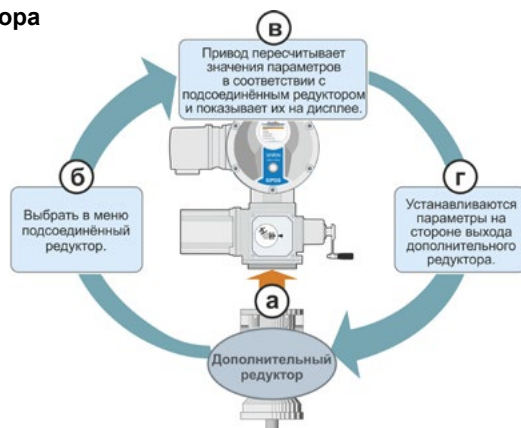 ора
в
Привод пересчитывает
значения параметров
в соответствии с
подсоединённым редуктором
и показывает их на дисплее.
б
Выбрать в меню
подсоединённый
редуктор.
г
Устанавливаются
параметры на
стороне выхода
дополнительного
редуктора.
а
Дополнительный
редуктор